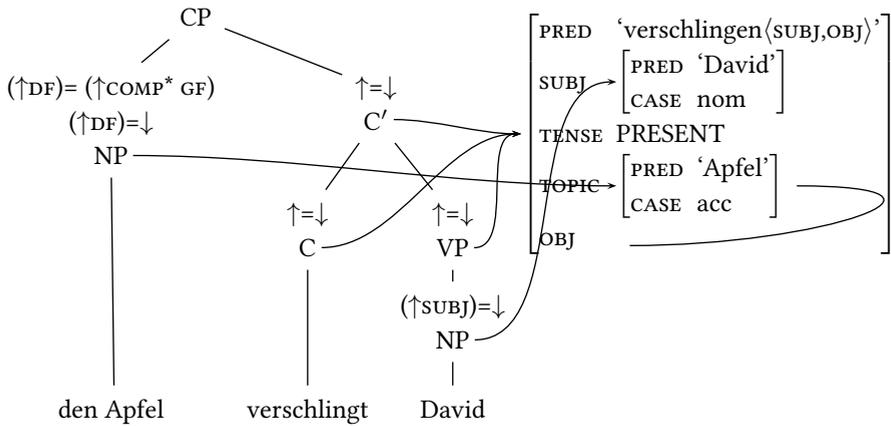 CP
(↑DF)= (↑COMP* GF)
(↑DF)=↓
NP
↑=↓
C′
↑=↓
C
↑=↓
VP
(↑SUBJ)=↓
NP
den Apfel verschlingt David
PRED ‘verschlingen⟨SUBJ,OBJ⟩’
SUBJ [PRED ‘David’
CASE nom]
TENSE PRESENT
TOPIC [PRED ‘Apfel’
CASE acc]
OBJ